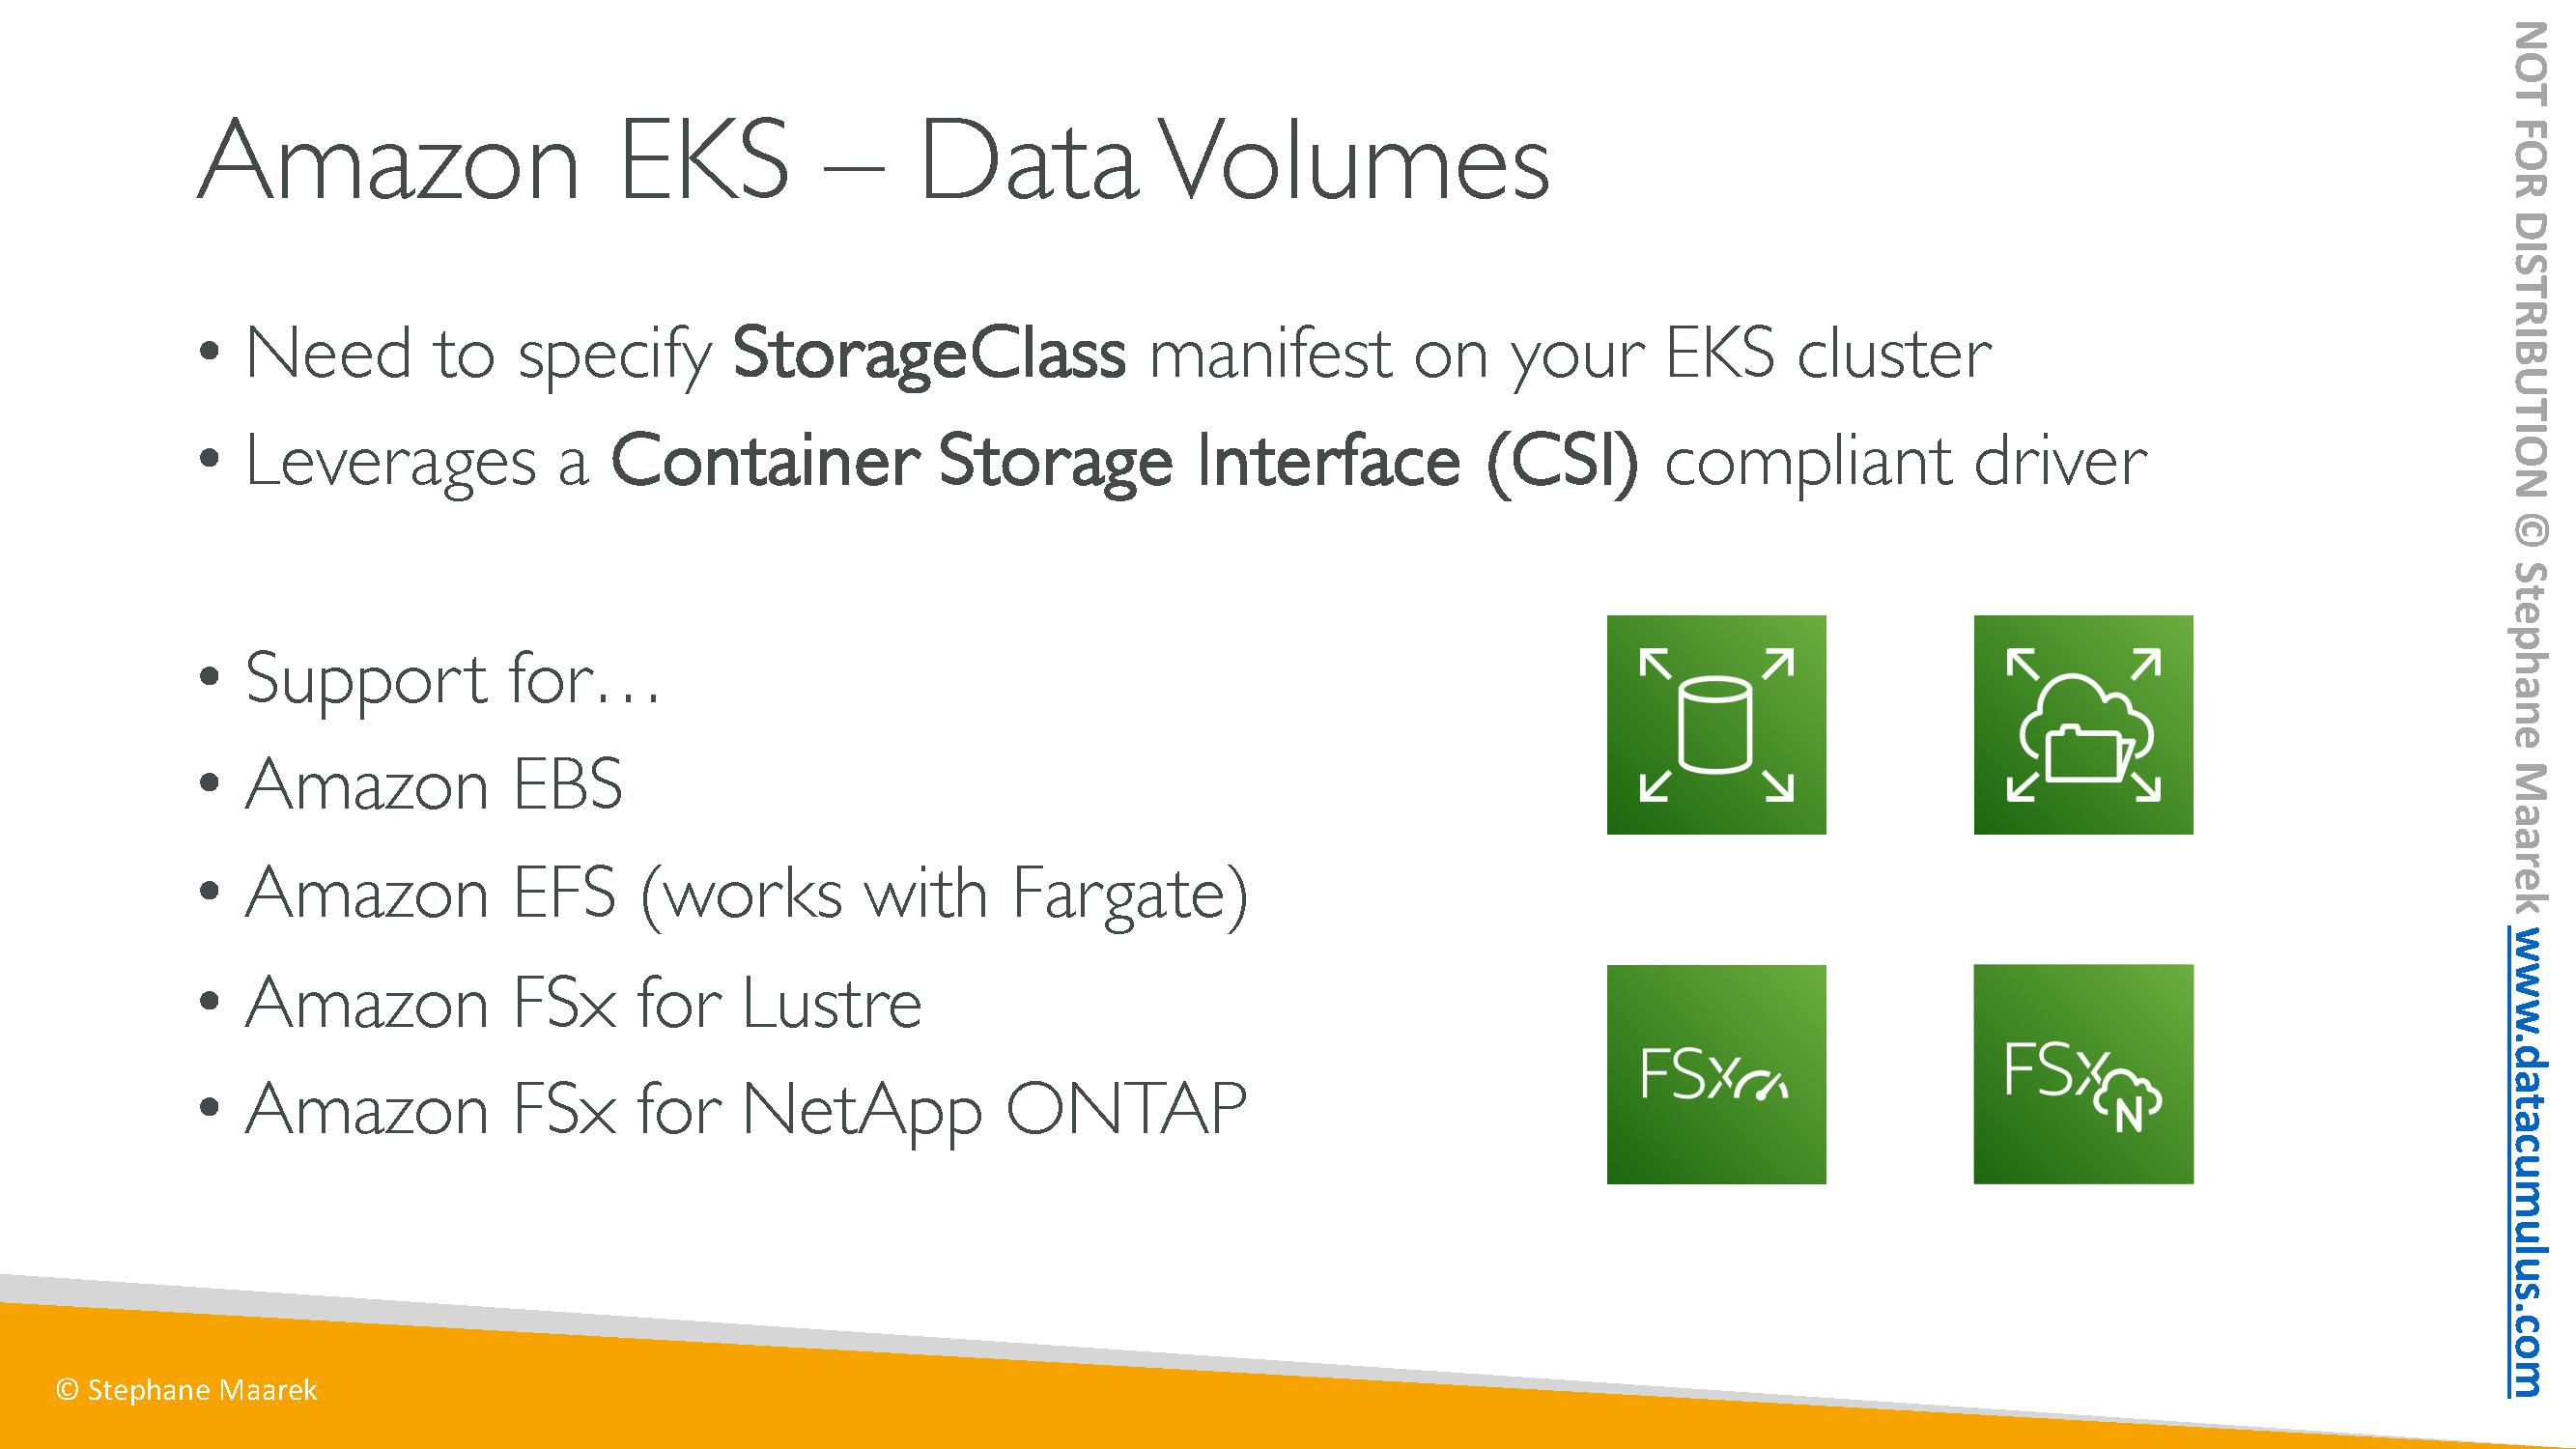 Amazon EKS – Data Volumes
• Need to specify StorageClass manifest on your EKS cluster
• Leverages a Container Storage Interface (CSI) compliant driver
• Support for…
• Amazon EBS
• Amazon EFS (works with Fargate)
• Amazon FSx for Lustre
• Amazon FSx for NetApp ONTAP
FSx
FSx N
© Stephane Maarek
NOT FOR DISTRIBUTION © Stephane Maarek www.datacumulus.com